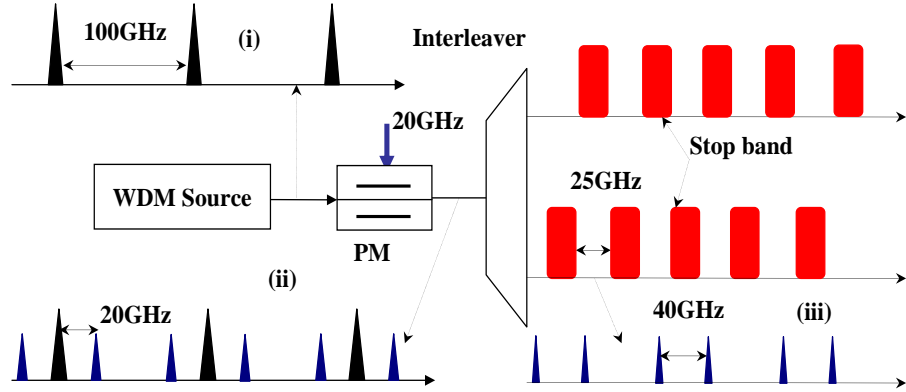 100GHz
(i)
Interleaver
20GHz
Stop band
WDM Source
25GHz
PM
(ii)
20GHz
40GHz
(iii)